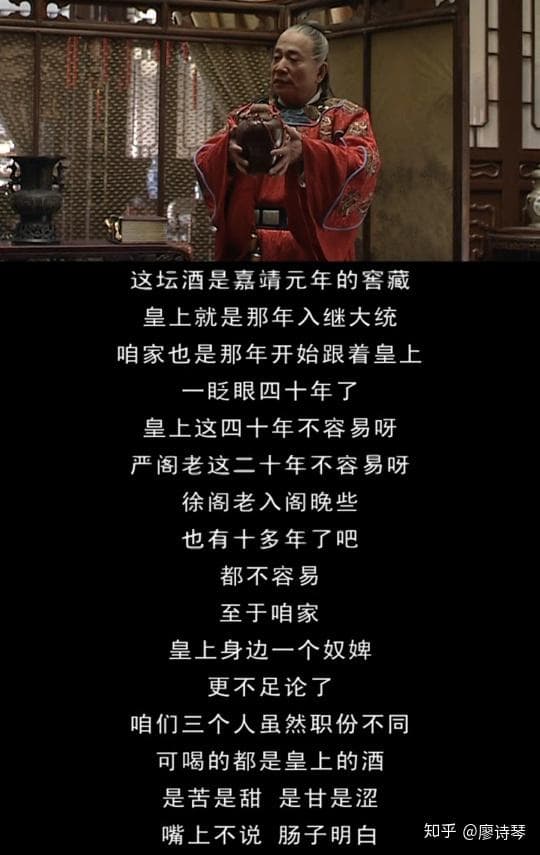 这坛酒是嘉靖元年的窖藏
皇上就是那年入继大统
咱家也是那年开始跟着皇上
一眨眼四十年了
皇上这四十年不容易呀
严阁老这二十年不容易呀
徐阁老入阁晚些
也有十多年了吧
都不容易
至于咱家
皇上身边一个奴婢
更不足论了
咱们三个人虽然职份不同
可喝的都是皇上的酒
是苦是甜 是甘是涩
嘴上不说 肠子明白
知乎 @廖诗琴